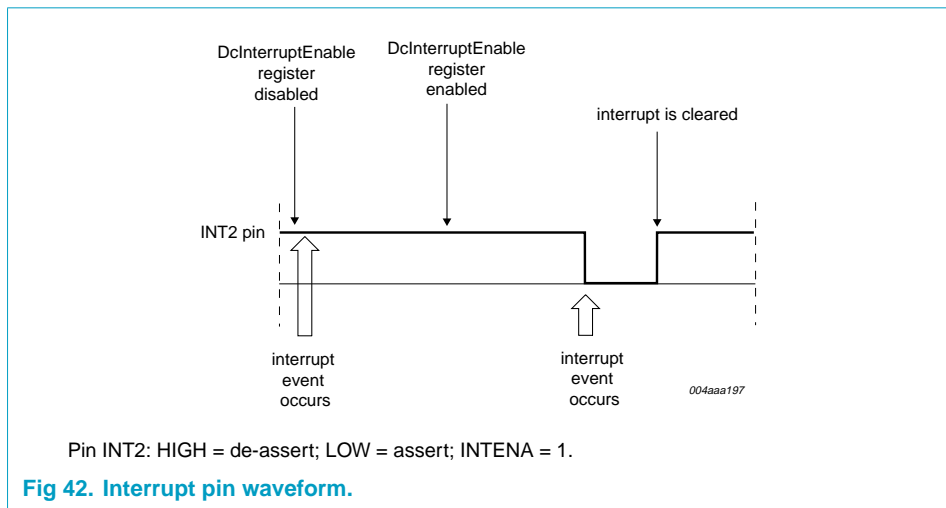 DcInterruptEnable
register
disabled
DcInterruptEnable
register
enabled
interrupt is cleared
INT2 pin
interrupt
event
occurs
interrupt
event
occurs
004aaa197
Pin INT2: HIGH = de-assert; LOW = assert; INTENA = 1.
Fig 42. Interrupt pin waveform.